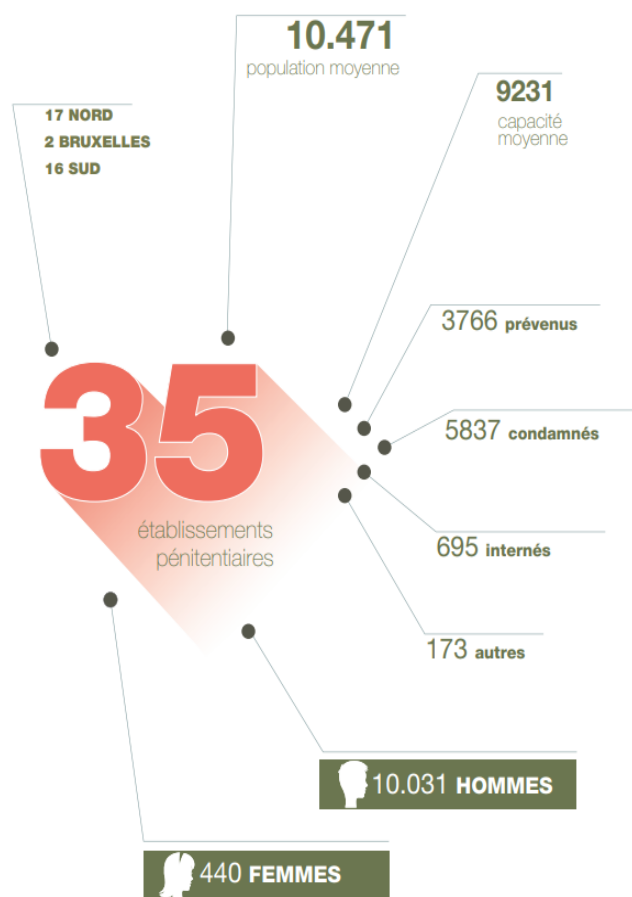 10.471
population moyenne
9231
capacité
moyenne
17 NORD
2 BRUXELLES
16 SUD
3766 prévenus
35
5837 condamnés
établissements
pénitentiaires
695 internés
173 autres
10.031 HOMMES
440 FEMMES